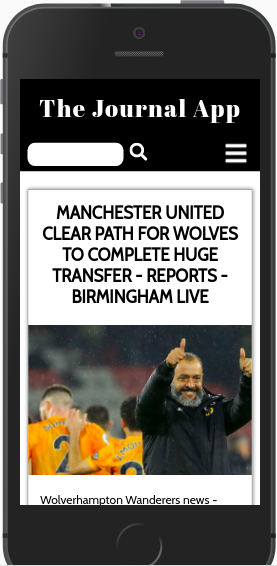 The Journal App
MANCHESTER UNITED
CLEAR PATH FOR WOLVES
TO COMPLETE HUGE
TRANSFER - REPORTS -
BIRMINGHAM LIVE
2
Wolverhampton Wanderers news -